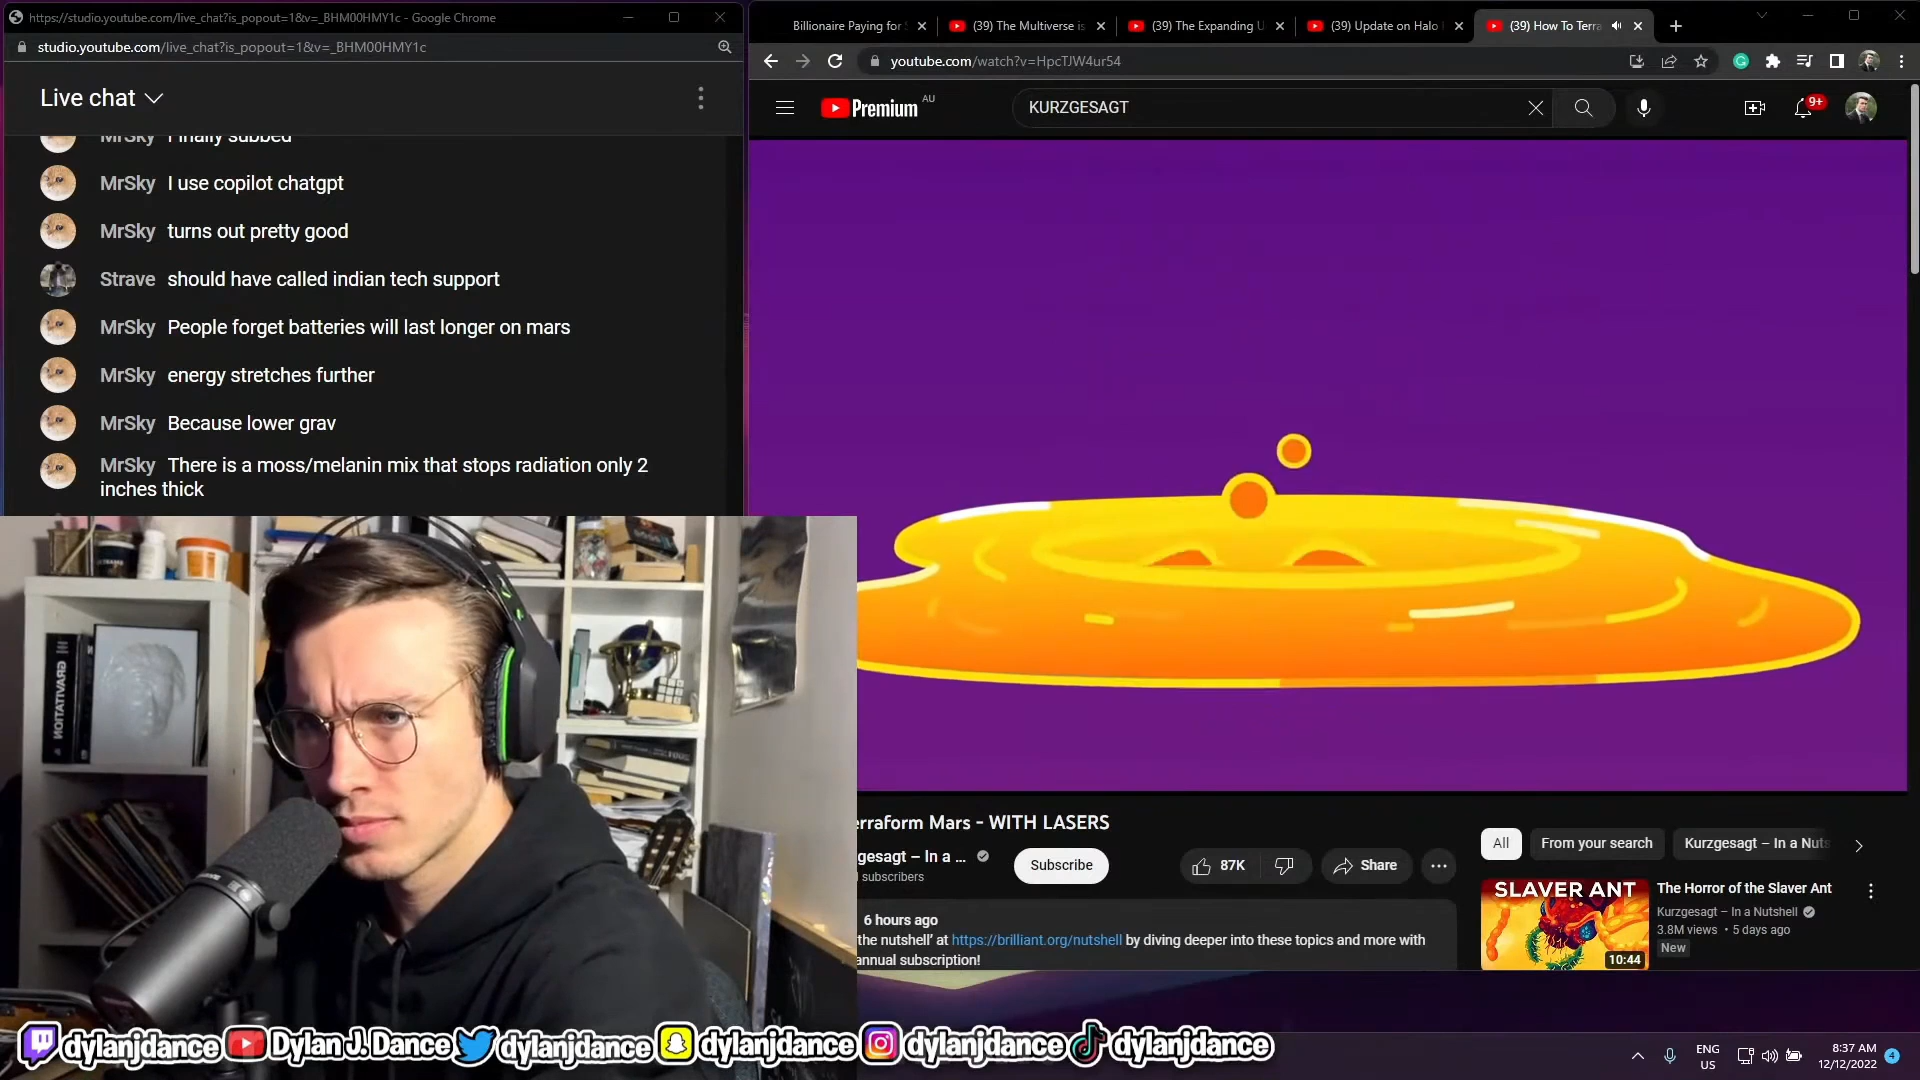 https://studio.youtube.com/live_chat?is_popout=1&v=_BHM00HMY1c - Google Chrome
studio.youtube.com/live_chat?is_popout=1&v=_BHM00HMY1c
Live chat
MrSky I finally subbed
MrSky I use copilot chatgpt
MrSky turns out pretty good
Strave should have called indian tech support
MrSky People forget batteries will last longer on mars
MrSky energy stretches further
MrSky Because lower grav
MrSky There is a moss/melanin mix that stops radiation only 2
inches thick
Billionaire Paying for
(39) The Multiverse is
(39) The Expanding U
(39) Update on Halo
(39) How To Terra
youtube.com/watch?v=HpcTJW4ur54
Premium AU
KURZGESAGT
9+
erraform Mars - WITH LASERS
gesagt – In a ...
subscribers
Subscribe
87K
Share
6 hours ago
the nutshell’ at https://brilliant.org/nutshell by diving deeper into these topics and more with
annual subscription!
All
From your search
Kurzgesagt – In a Nuts
SLAVER ANT
10:44
The Horror of the Slaver Ant
Kurzgesagt – In a Nutshell
3.8M views • 5 days ago
New
GRAVITATION
dylanjdance
Dylan J. Dance
dylanjdance
dylanjdance
dylanjdance
dylanjdance
ENG
US
8:37 AM
12/12/2022
4